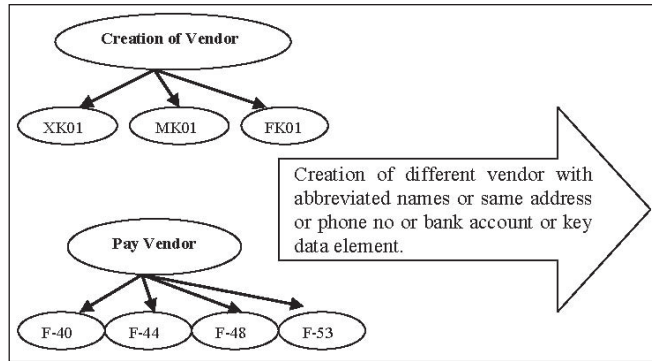 Creation of Vendor
XK01 MK01 FK01
Creation of different vendor with
abbreviated names or same address
or phone no or bank account or key
data element.
Pay Vendor
F-40 F-44 F-48 F-53